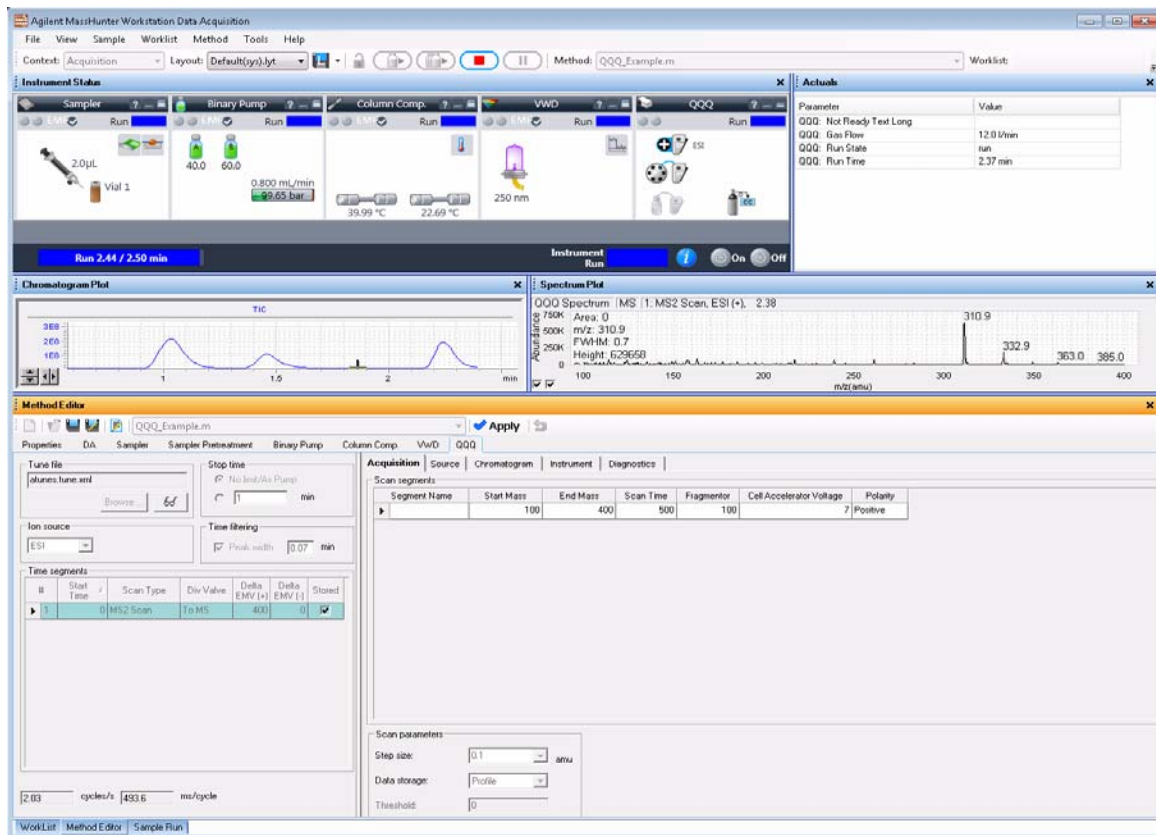 Agilent MassHunter Workstation Data Acquisition
File View Sample Worklist Method Tools Help
Context: Acquisition Layout: Default(sys).lyt Method: QQQ_Example.m Worklist:
Instrument Status
Sampler
Run
2.0µL
Vial 1
Binary Pump
Run
40.0 60.0
0.800 mL/min
99.65 bar
Column Comp.
Run
39.99 °C 22.69 °C
VWD
Run
250 nm
QQQ
Run
ESI
Run 2.44 / 2.50 min
Instrument
Run
On Off
Actuals
Parameter Value
QQQ: Not Ready Text Long
QQQ: Gas Flow 12.0 l/min
QQQ: Run State run
QQQ: Run Time 2.37 min
Chromatogram Plot
TIC
3E8
2E8
1E8
1 1.5 2 min
Spectrum Plot
QQQ Spectrum MS 1: MS2 Scan, ESI (+), 2.38
Abundance
750K
500K
250K
0
Area: 0
m/z: 310.9
FWHM: 0.7
Height: 629658
310.9
332.9
363.0 385.0
100 150 200 250 300 350 400
m/z(amu)
Method Editor
QQQ_Example.m Apply
Properties DA Sampler Sampler Pretreatment Binary Pump Column Comp. VWD QQQ
Tune file
atunes.tune.xml
Browse...
Stop time
No limit/As Pump
1 min
Ion source
ESI
Time filtering
Peak width 0.07 min
Time segments
# Start Time / Scan Type Div Valve Delta EMV (+) Delta EMV (-) Stored
1 0 MS2 Scan To MS 400 0
2.03 cycles/s 493.6 ms/cycle
Acquisition Source Chromatogram Instrument Diagnostics
Scan segments
Segment Name Start Mass End Mass Scan Time Fragmentor Cell Accelerator Voltage Polarity
100 400 500 100 7 Positive
Scan parameters
Step size: 0.1 amu
Data storage: Profile
Threshold: 0
WorkList Method Editor Sample Run